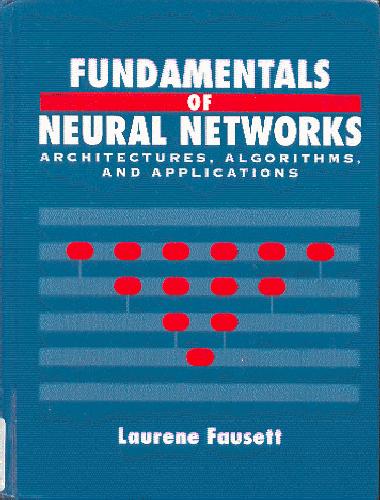 FUNDAMENTALS
OF
NEURAL NETWORKS
ARCHITECTURES, ALGORITHMS,
AND APPLICATIONS
Laurene Fausett